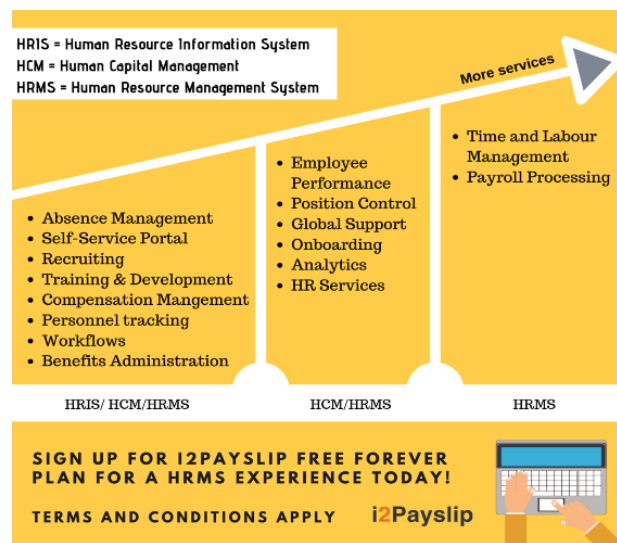 HRIS = Human Resource Information System
HCM = Human Capital Management
HRMS = Human Resource Management System
More services
• Absence Management
• Self-Service Portal
• Recruiting
• Training & Development
• Compensation Mangement
• Personnel tracking
• Workflows
• Benefits Administration
• Employee
Performance
• Position Control
• Global Support
• Onboarding
• Analytics
• HR Services
• Time and Labour
Management
• Payroll Processing
HRIS/ HCM/HRMS
HCM/HRMS
HRMS
SIGN UP FOR I2PAYSLIP FREE FOREVER
PLAN FOR A HRMS EXPERIENCE TODAY!
TERMS AND CONDITIONS APPLY
i2Payslip